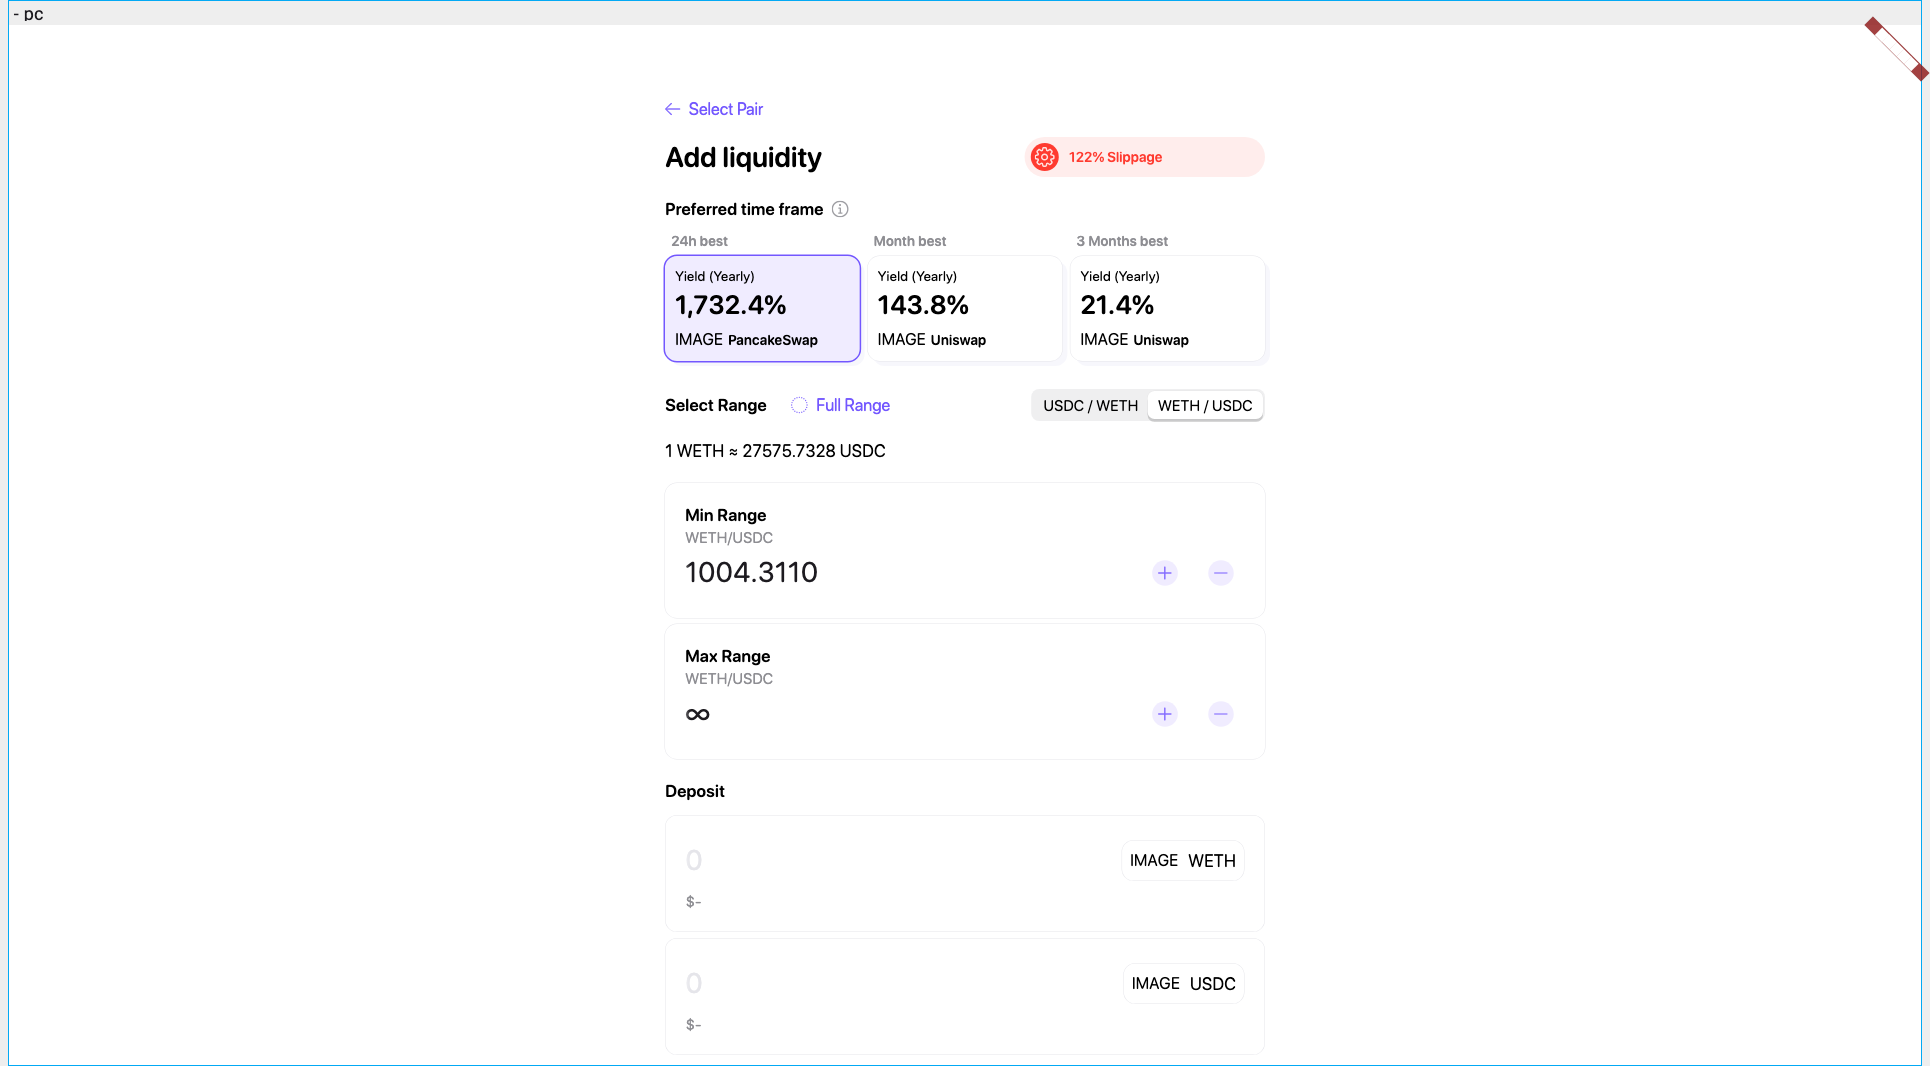 - pc
Select Pair
Add liquidity
122% Slippage
Preferred time frame
24h best
Month best
3 Months best
Yield (Yearly)
1,732.4%
IMAGE PancakeSwap
Yield (Yearly)
143.8%
IMAGE Uniswap
Yield (Yearly)
21.4%
IMAGE Uniswap
Select Range
Full Range
USDC / WETH
WETH / USDC
1 WETH ≈ 27575.7328 USDC
Min Range
WETH/USDC
1004.3110
Max Range
WETH/USDC
∞
Deposit
0
IMAGE WETH
$-
0
IMAGE USDC
$-